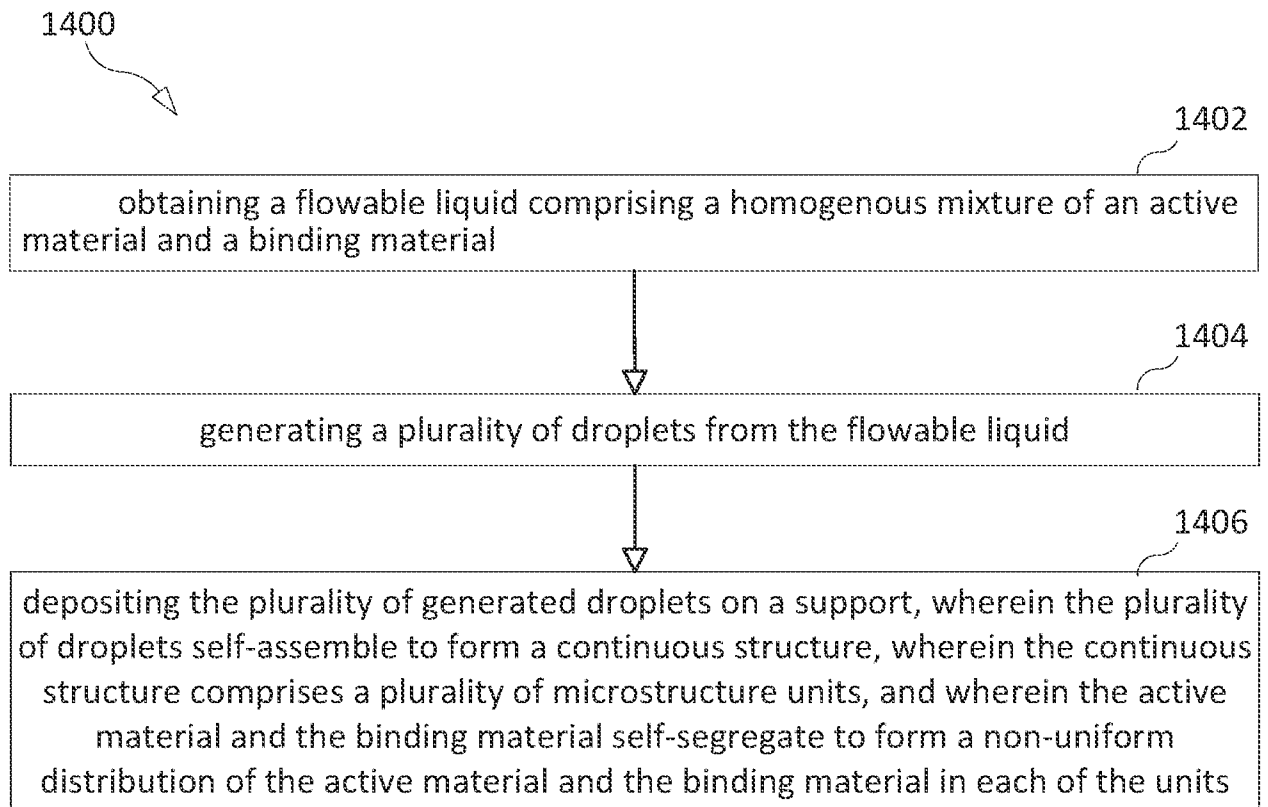 1400
1402
obtaining a flowable liquid comprising a homogenous mixture of an active
material and a binding material
1404
generating a plurality of droplets from the flowable liquid
1406
depositing the plurality of generated droplets on a support, wherein the plurality
of droplets self-assemble to form a continuous structure, wherein the continuous
structure comprises a plurality of microstructure units, and wherein the active
material and the binding material self-segregate to form a non-uniform
distribution of the active material and the binding material in each of the units